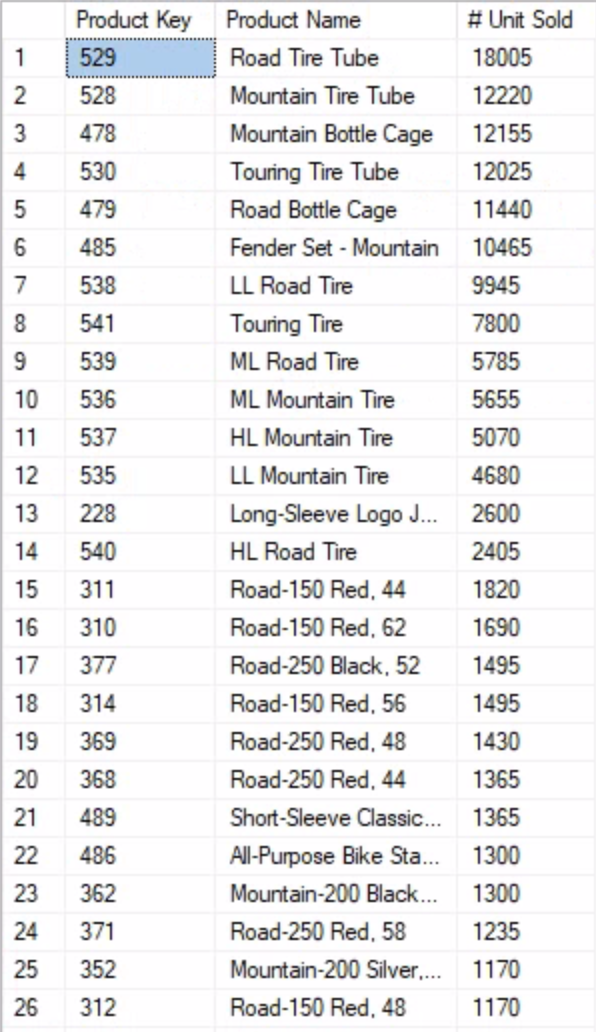 Product Key Product Name # Unit Sold
1 529 Road Tire Tube 18005
2 528 Mountain Tire Tube 12220
3 478 Mountain Bottle Cage 12155
4 530 Touring Tire Tube 12025
5 479 Road Bottle Cage 11440
6 485 Fender Set - Mountain 10465
7 538 LL Road Tire 9945
8 541 Touring Tire 7800
9 539 ML Road Tire 5785
10 536 ML Mountain Tire 5655
11 537 HL Mountain Tire 5070
12 535 LL Mountain Tire 4680
13 228 Long-Sleeve Logo J... 2600
14 540 HL Road Tire 2405
15 311 Road-150 Red, 44 1820
16 310 Road-150 Red, 62 1690
17 377 Road-250 Black, 52 1495
18 314 Road-150 Red, 56 1495
19 369 Road-250 Red, 48 1430
20 368 Road-250 Red, 44 1365
21 489 Short-Sleeve Classic... 1365
22 486 All-Purpose Bike Sta... 1300
23 362 Mountain-200 Black... 1300
24 371 Road-250 Red, 58 1235
25 352 Mountain-200 Silver,... 1170
26 312 Road-150 Red, 48 1170